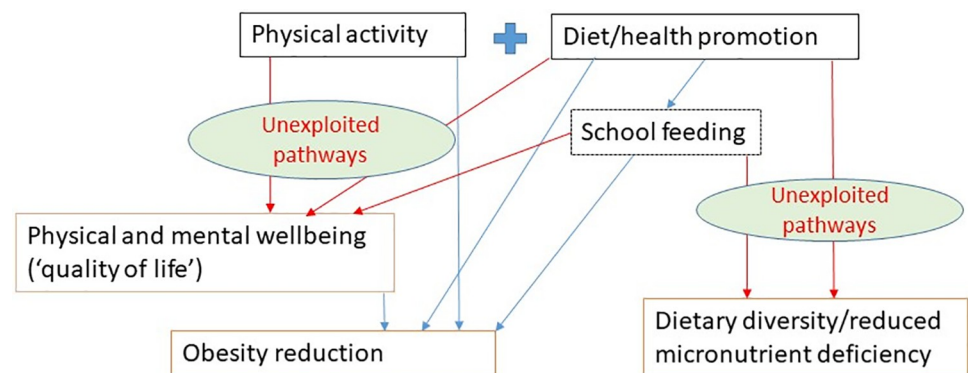 Physical activity
Diet/health promotion
Unexploited
pathways
School feeding
Unexploited
pathways
Physical and mental wellbeing
(‘quality of life’)
Dietary diversity/reduced
micronutrient deficiency
Obesity reduction